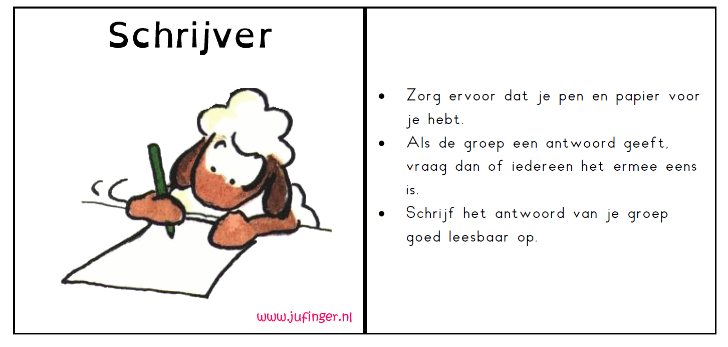 Schrijver
www.jufinger.nl
• Zorg ervoor dat je pen en papier voor
je hebt.
• Als de groep een antwoord geeft,
vraag dan of iedereen het ermee eens
is.
• Schrijf het antwoord van je groep
goed leesbaar op.